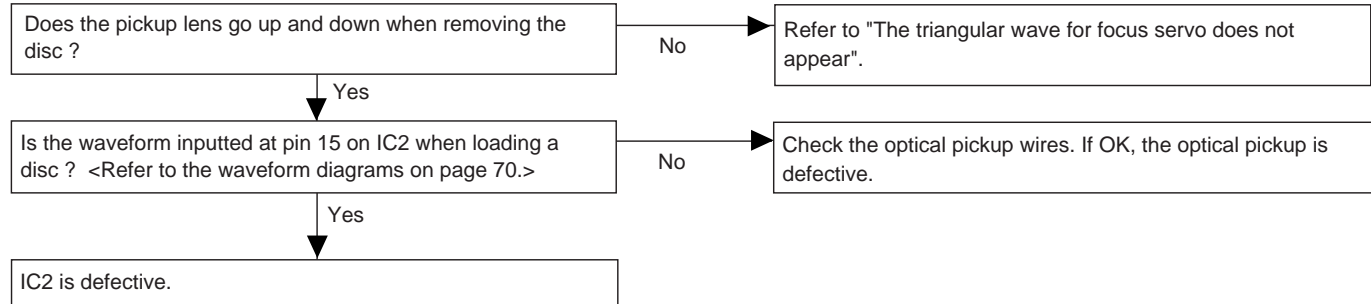 Does the pickup lens go up and down when removing the
disc ?
No
Refer to "The triangular wave for focus servo does not
appear".
Yes
Is the waveform inputted at pin 15 on IC2 when loading a
disc ?  <Refer to the waveform diagrams on page 70.>
No
Check the optical pickup wires. If OK, the optical pickup is
defective.
Yes
IC2 is defective.